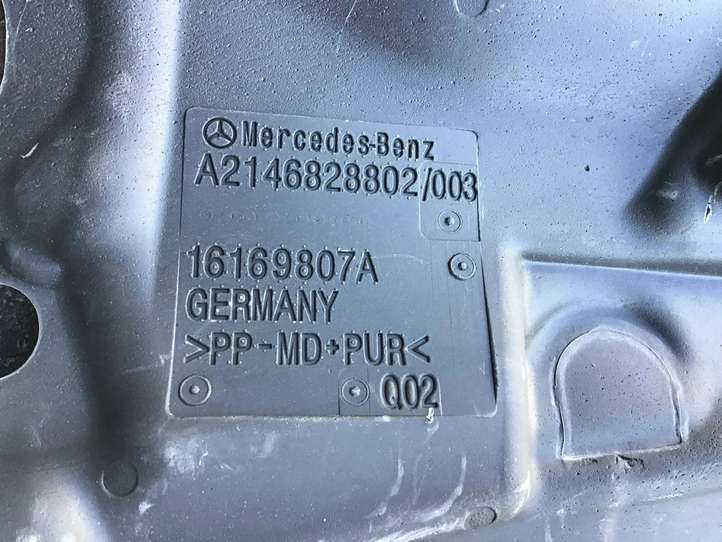 Mercedes-Benz
A2146828802/003
16169807A
GERMANY
>PP-MD+PUR<
Q02